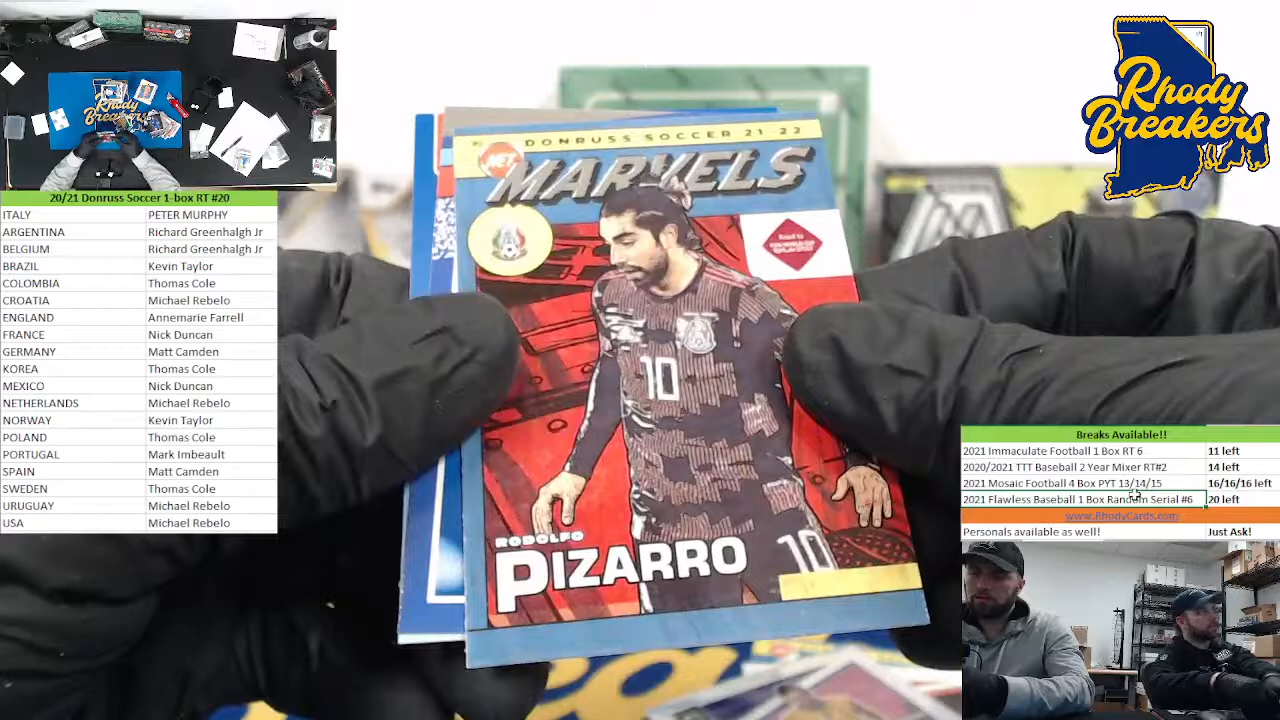 20/21 Donruss Soccer 1-box RT #20
ITALY PETER MURPHY
ARGENTINA Richard Greenhalgh Jr
BELGIUM Richard Greenhalgh Jr
BRAZIL Kevin Taylor
COLOMBIA Thomas Cole
CROATIA Michael Rebelo
ENGLAND Annemarie Farrell
FRANCE Nick Duncan
GERMANY Matt Camden
KOREA Thomas Cole
MEXICO Nick Duncan
NETHERLANDS Michael Rebelo
NORWAY Kevin Taylor
POLAND Thomas Cole
PORTUGAL Mark Imbeault
SPAIN Matt Camden
SWEDEN Thomas Cole
URUGUAY Michael Rebelo
USA Michael Rebelo
DONRUSS SOCCER 21-22
NET
MARVELS
Road to
10
RODOLFO
PIZARRO
10
Rhody
Breakers
Rhody
Breakers
Breaks Available!!
2021 Immaculate Football 1 Box RT 6 11 left
2020/2021 TTT Baseball 2 Year Mixer RT#2 14 left
2021 Mosaic Football 4 Box PYT 13/14/15 16/16/16 left
2021 Flawless Baseball 1 Box Random Serial #6 20 left
www.RhodyCards.com
Personals available as well! Just Ask!